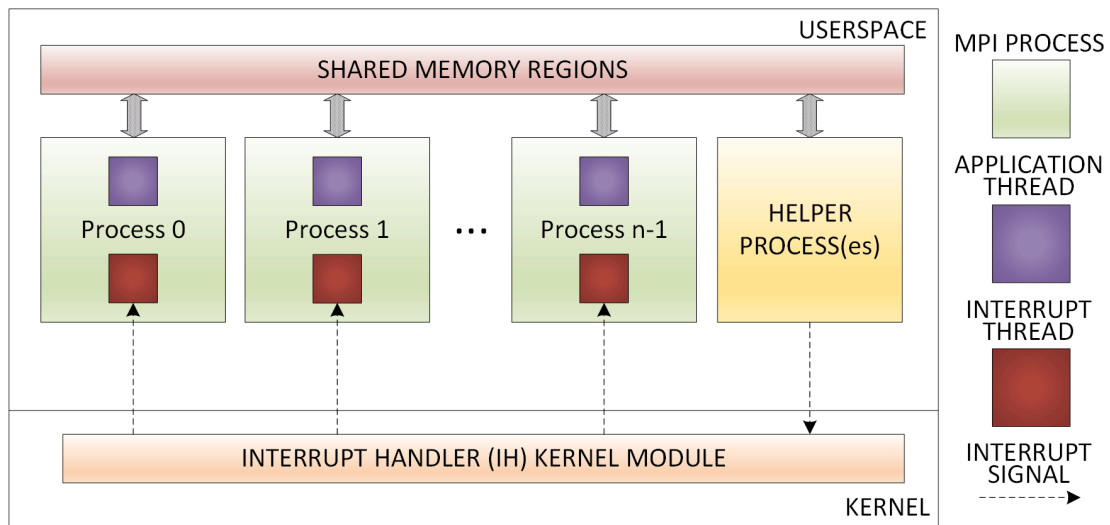 USERSPACE
SHARED MEMORY REGIONS
Process 0
Process 1
...
Process n-1
HELPER
PROCESS(es)
INTERRUPT HANDLER (IH) KERNEL MODULE
KERNEL
MPI PROCESS
APPLICATION
THREAD
INTERRUPT
THREAD
INTERRUPT
SIGNAL